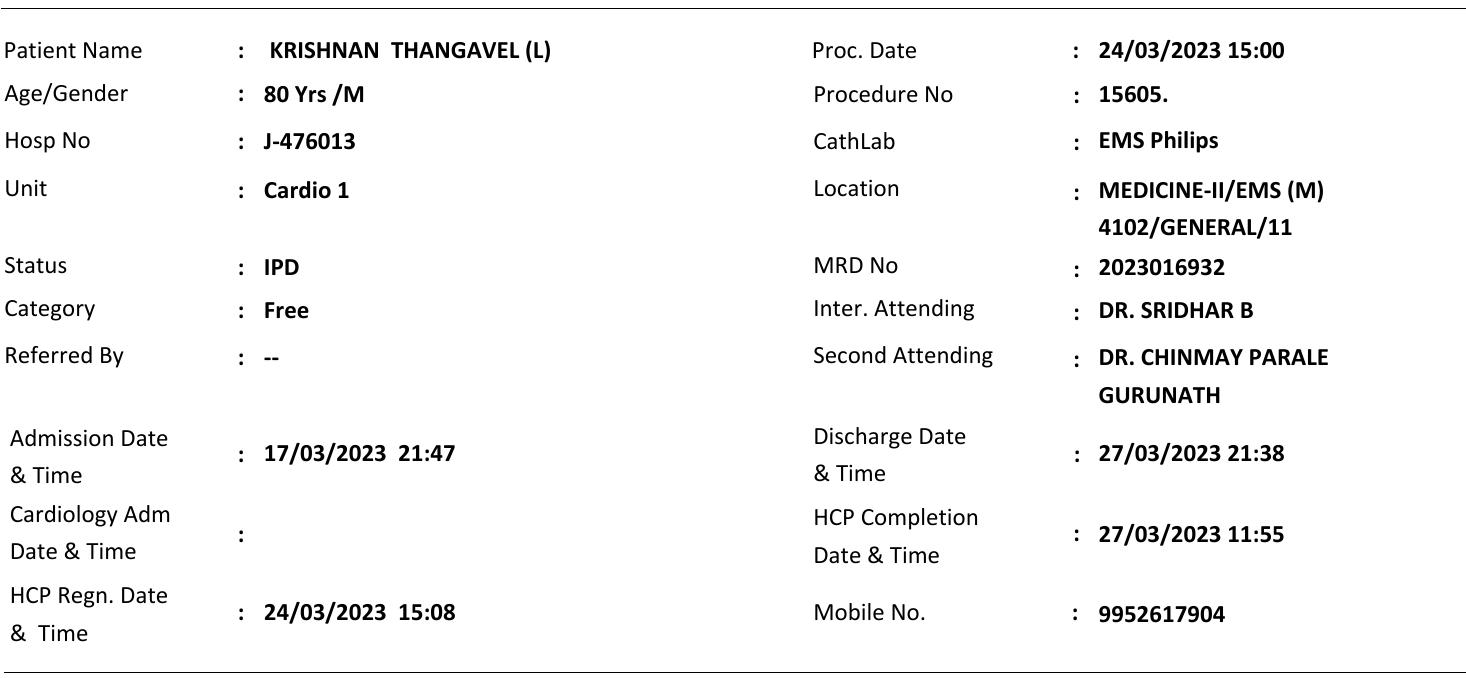 Patient Name : KRISHNAN THANGAVEL (L) Proc. Date : 24/03/2023 15:00
Age/Gender : 80 Yrs /M Procedure No : 15605.
Hosp No : J-476013 CathLab : EMS Philips
Unit : Cardio 1 Location : MEDICINE-II/EMS (M)
4102/GENERAL/11
Status : IPD MRD No : 2023016932
Category : Free Inter. Attending : DR. SRIDHAR B
Referred By : -- Second Attending : DR. CHINMAY PARALE
GURUNATH
Admission Date : 17/03/2023 21:47 Discharge Date : 27/03/2023 21:38
& Time & Time
Cardiology Adm : HCP Completion : 27/03/2023 11:55
Date & Time Date & Time
HCP Regn. Date : 24/03/2023 15:08 Mobile No. : 9952617904
& Time